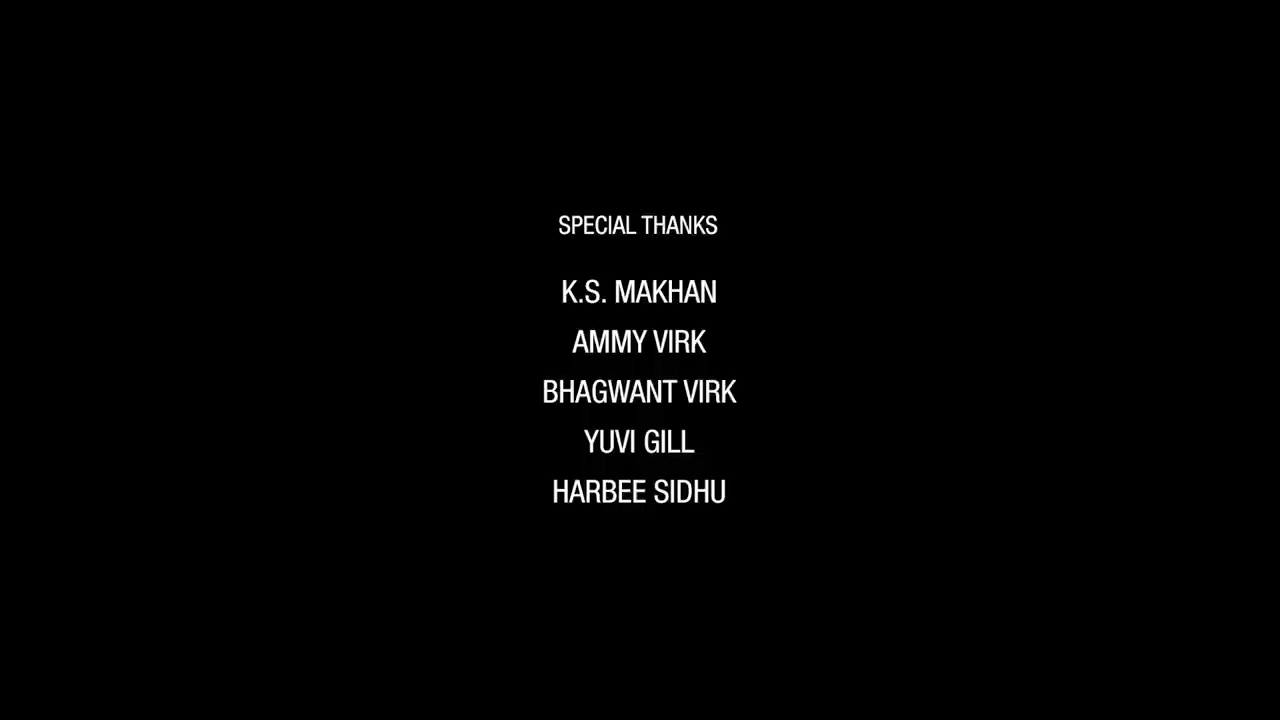 SPECIAL THANKS
K.S. MAKHAN
AMMY VIRK
BHAGWANT VIRK
YUVI GILL
HARBEE SIDHU